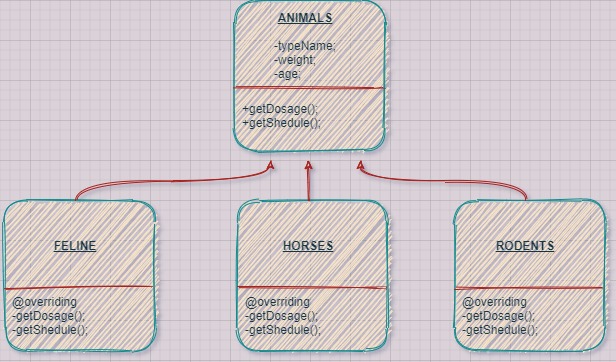 ANIMALS
-typeName;
-weight;
-age;
+getDosage();
+getShedule();
FELINE
@overriding
-getDosage();
-getShedule();
HORSES
@overriding
-getDosage();
-getShedule();
RODENTS
@overriding
-getDosage();
-getShedule();